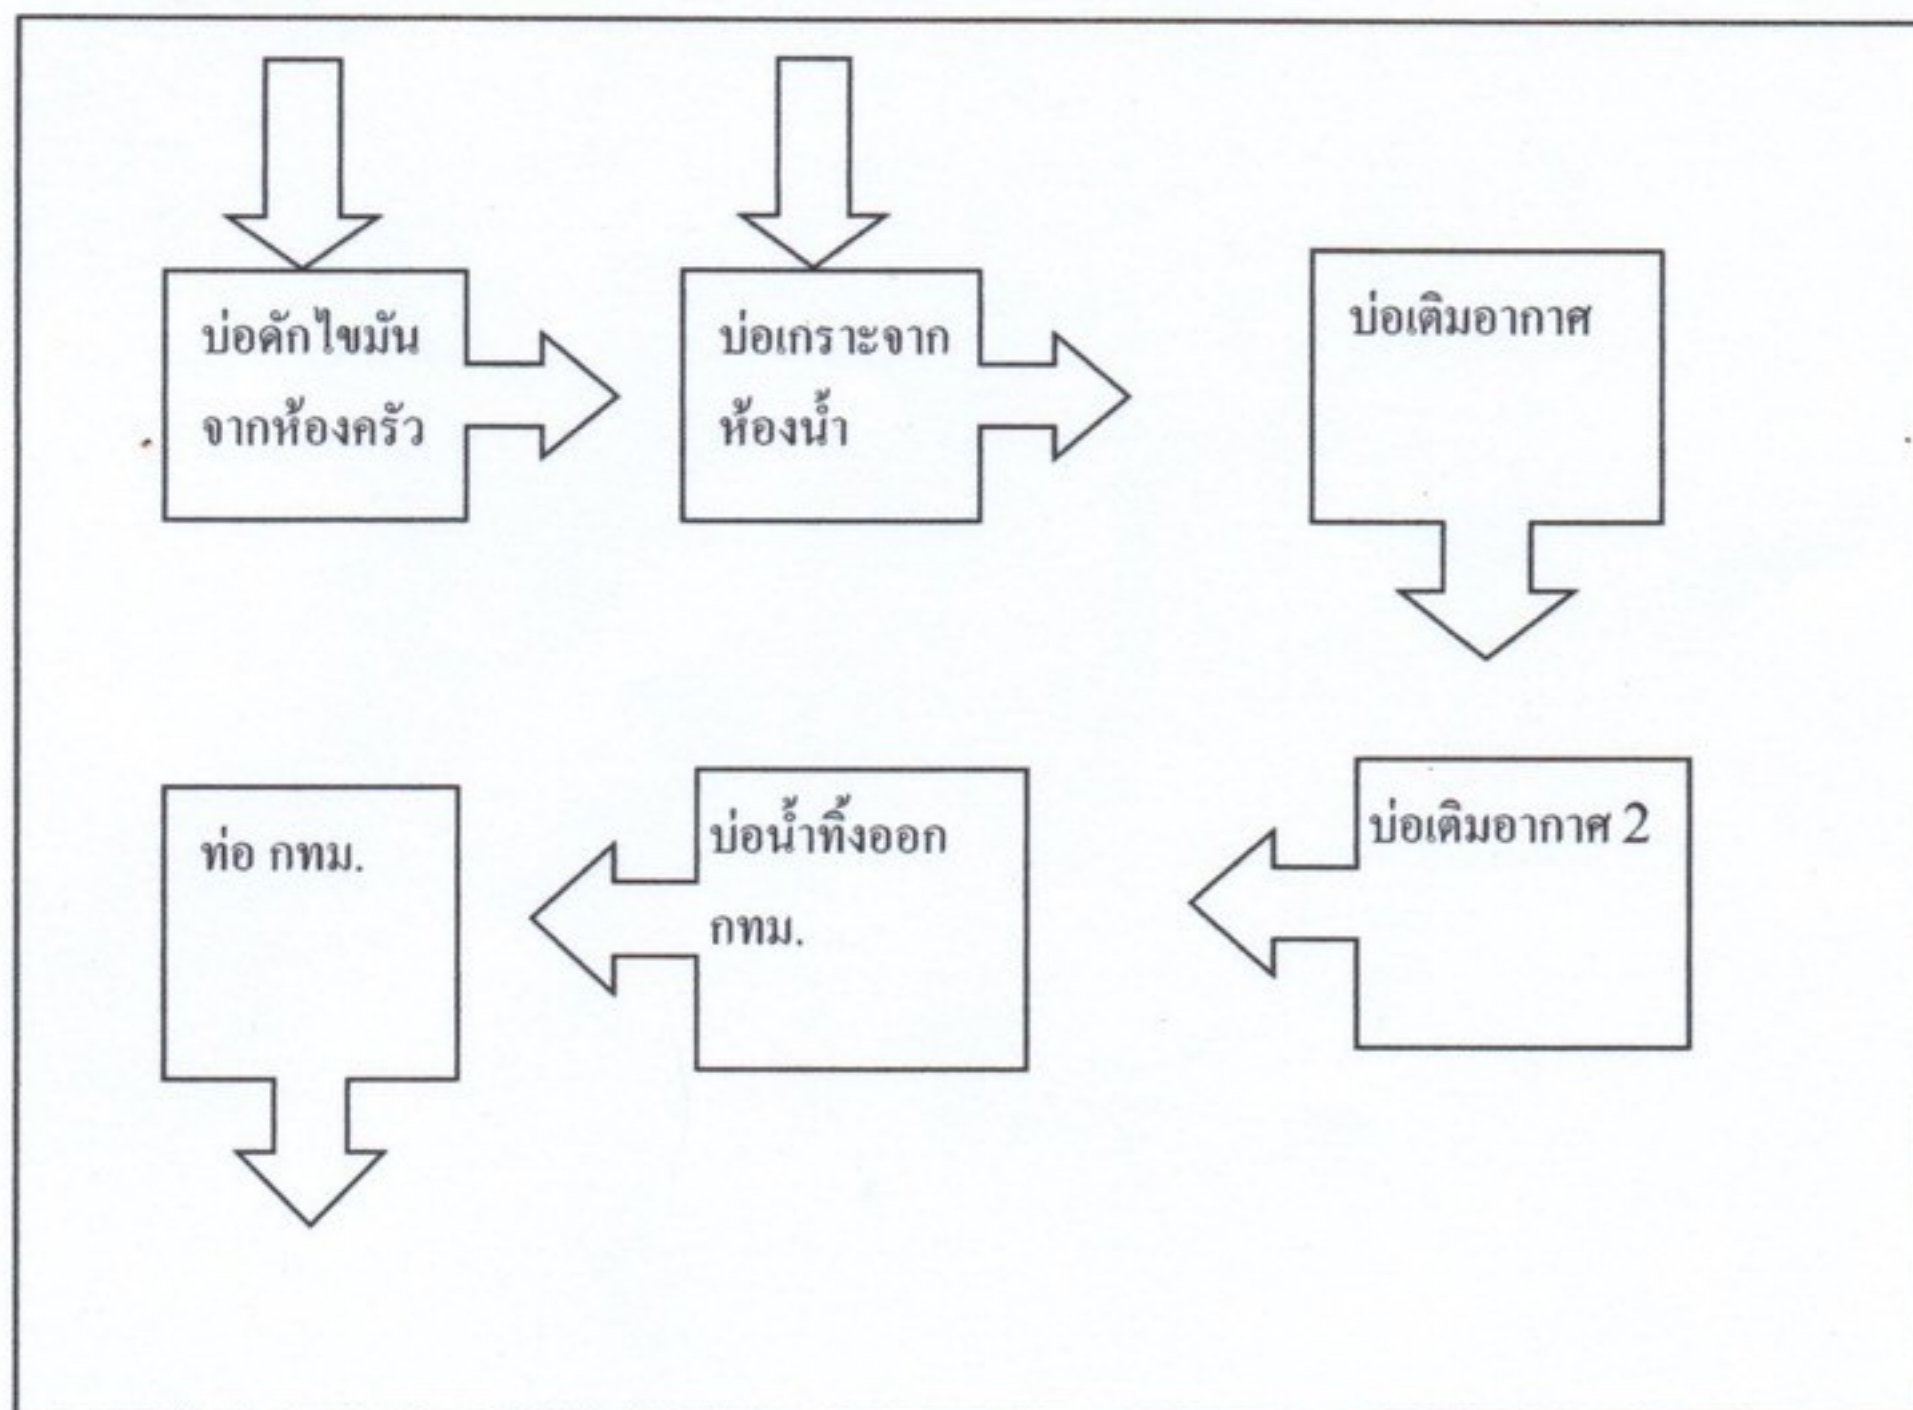 บ่อดักไขมัน
จากห้องครัว
บ่อเกราะจาก
ห้องน้ำ
บ่อเติมอากาศ
บ่อเติมอากาศ 2
บ่อน้ำทิ้งออก
กทม.
ท่อ กทม.